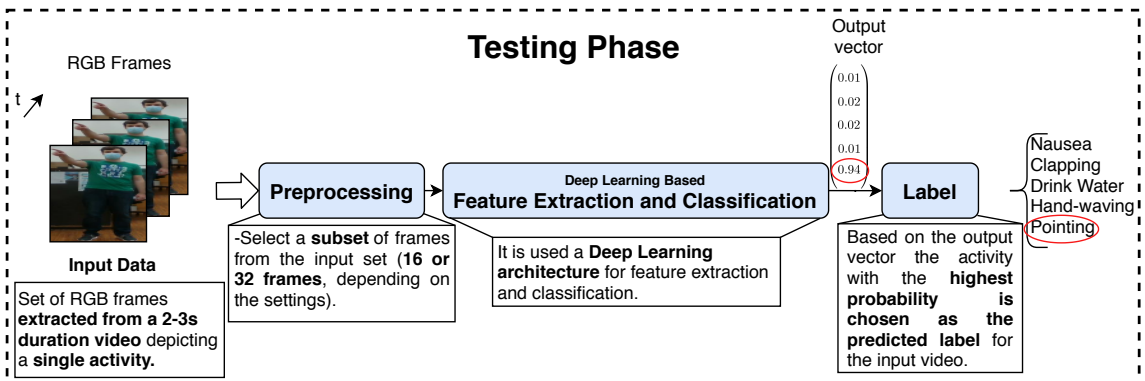 Testing Phase
RGB Frames
t
Input Data
Set of RGB frames
extracted from a 2-3s
duration video depicting
a single activity.
Preprocessing
-Select a subset of frames
from the input set (16 or
32 frames, depending on
the settings).
Deep Learning Based
Feature Extraction and Classification
It is used a Deep Learning
architecture for feature extraction
and classification.
Output
vector
0.01
0.02
0.02
0.01
0.94
Label
Based on the output
vector the activity
with the highest
probability is
chosen as the
predicted label for
the input video.
Nausea
Clapping
Drink Water
Hand-waving
Pointing